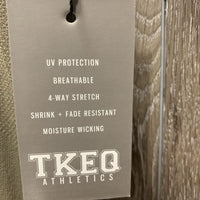 UV PROTECTION
BREATHABLE
4-WAY STRETCH
SHRINK + FADE RESISTANT
MOISTURE WICKING
TKEQ
ATHLETICS